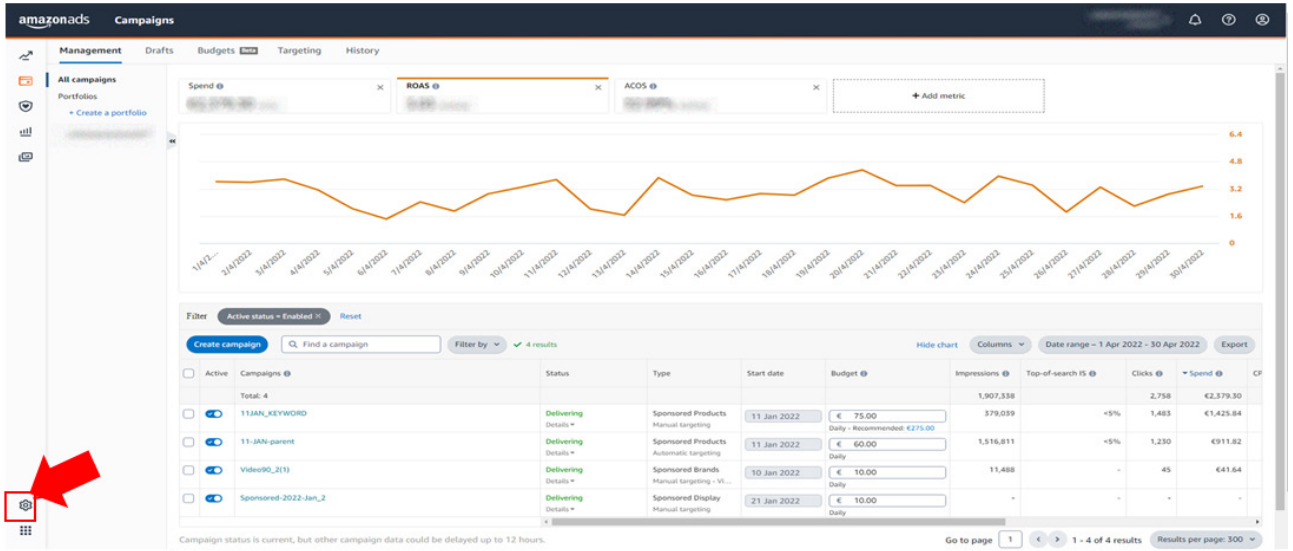 amazonads Campaigns
Management Drafts Budgets Beta Targeting History
All campaigns
Portfolios
+ Create a portfolio
Spend
ROAS
ACOS
+ Add metric
6.4
4.8
3.2
1.6
0
1/4/2... 2/4/2022 3/4/2022 4/4/2022 5/4/2022 6/4/2022 7/4/2022 8/4/2022 9/4/2022 10/4/2022 11/4/2022 12/4/2022 13/4/2022 14/4/2022 15/4/2022 16/4/2022 17/4/2022 18/4/2022 19/4/2022 20/4/2022 21/4/2022 22/4/2022 23/4/2022 24/4/2022 25/4/2022 26/4/2022 27/4/2022 28/4/2022 29/4/2022 30/4/2022
Filter Active status = Enabled × Reset
Create campaign Find a campaign Filter by 4 results Hide chart Columns Date range – 1 Apr 2022 - 30 Apr 2022 Export
Active Campaigns Status Type Start date Budget Impressions Top-of-search IS Clicks Spend CP
Total: 4 1,907,338 2,758 €2,379.30
11JAN_KEYWORD Delivering Sponsored Products 11 Jan 2022 € 75.00 379,039 <5% 1,483 €1,425.84
Details Manual targeting Daily - Recommended: €275.00
11-JAN-parent Delivering Sponsored Products 11 Jan 2022 € 60.00 1,516,811 <5% 1,230 €911.82
Details Automatic targeting Daily
Video90_2(1) Delivering Sponsored Brands 10 Jan 2022 € 10.00 11,488 - 45 €41.64
Details Manual targeting - Vi... Daily
Sponsored-2022-Jan_2 Delivering Sponsored Display 21 Jan 2022 € 10.00 - - - -
Details Manual targeting Daily
Campaign status is current, but other campaign data could be delayed up to 12 hours.
Go to page 1 1 - 4 of 4 results Results per page: 300